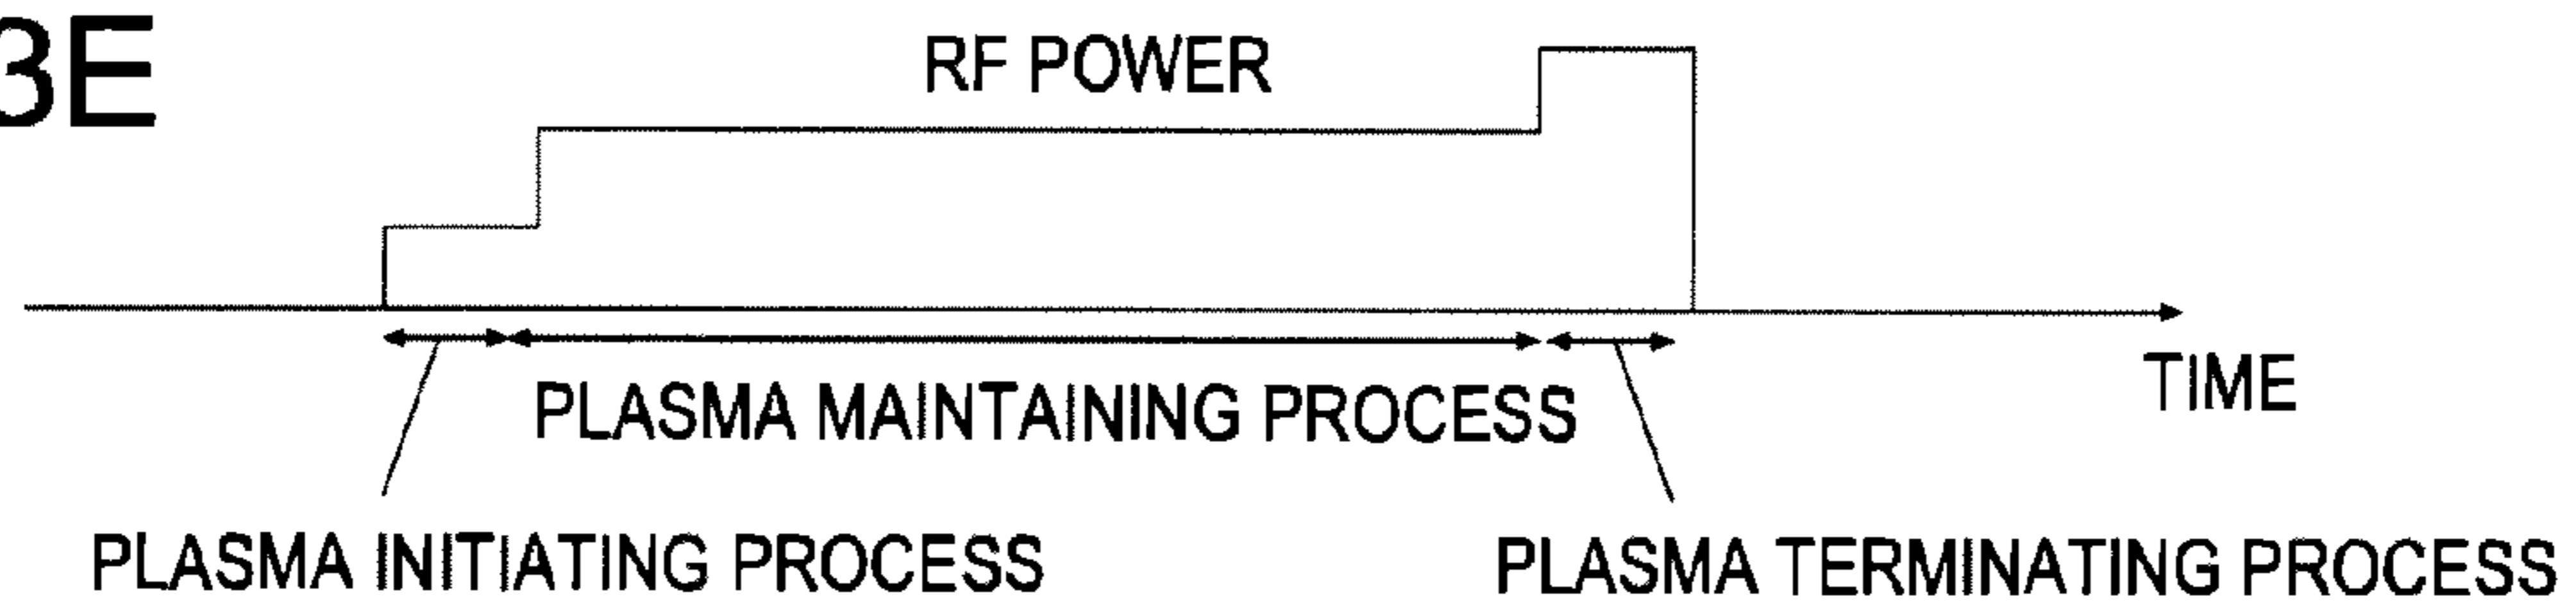 3E
RF POWER
TIME
PLASMA MAINTAINING PROCESS
PLASMA INITIATING PROCESS
PLASMA TERMINATING PROCESS